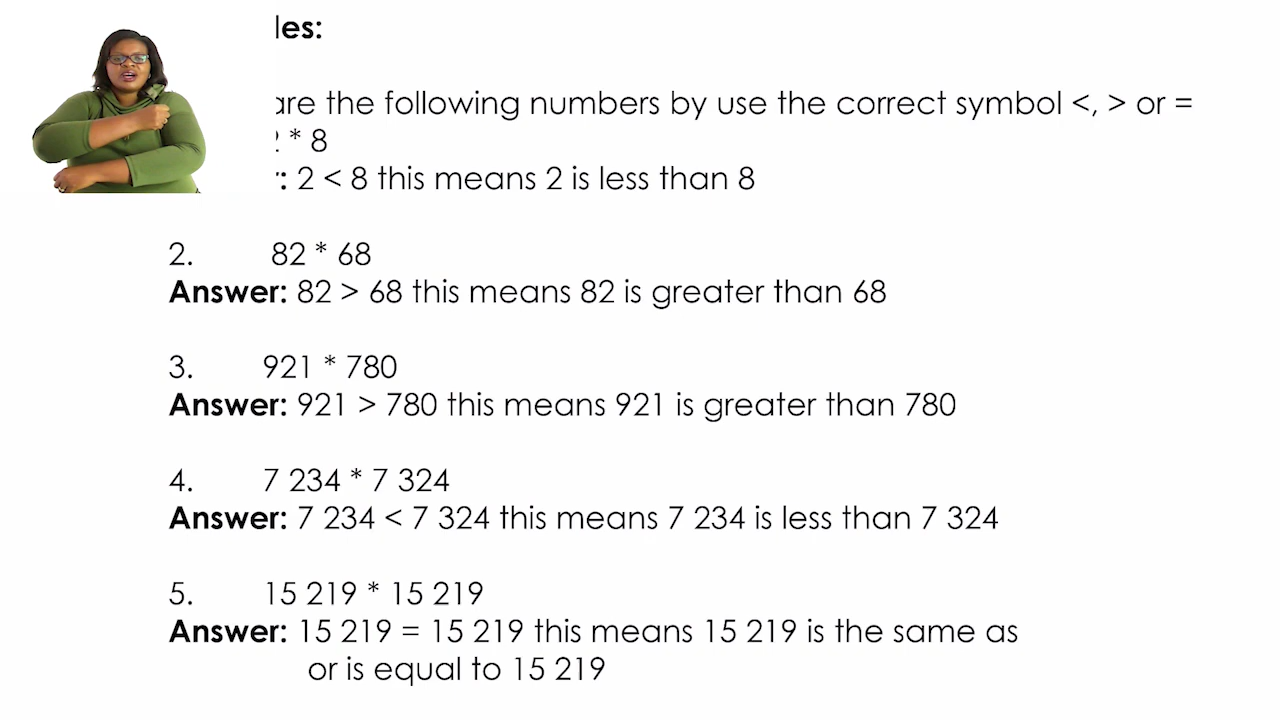 les:
are the following numbers by use the correct symbol <, > or =
2 * 8
r: 2 < 8 this means 2 is less than 8
2. 82 * 68
Answer: 82 > 68 this means 82 is greater than 68
3. 921 * 780
Answer: 921 > 780 this means 921 is greater than 780
4. 7 234 * 7 324
Answer: 7 234 < 7 324 this means 7 234 is less than 7 324
5. 15 219 * 15 219
Answer: 15 219 = 15 219 this means 15 219 is the same as
or is equal to 15 219